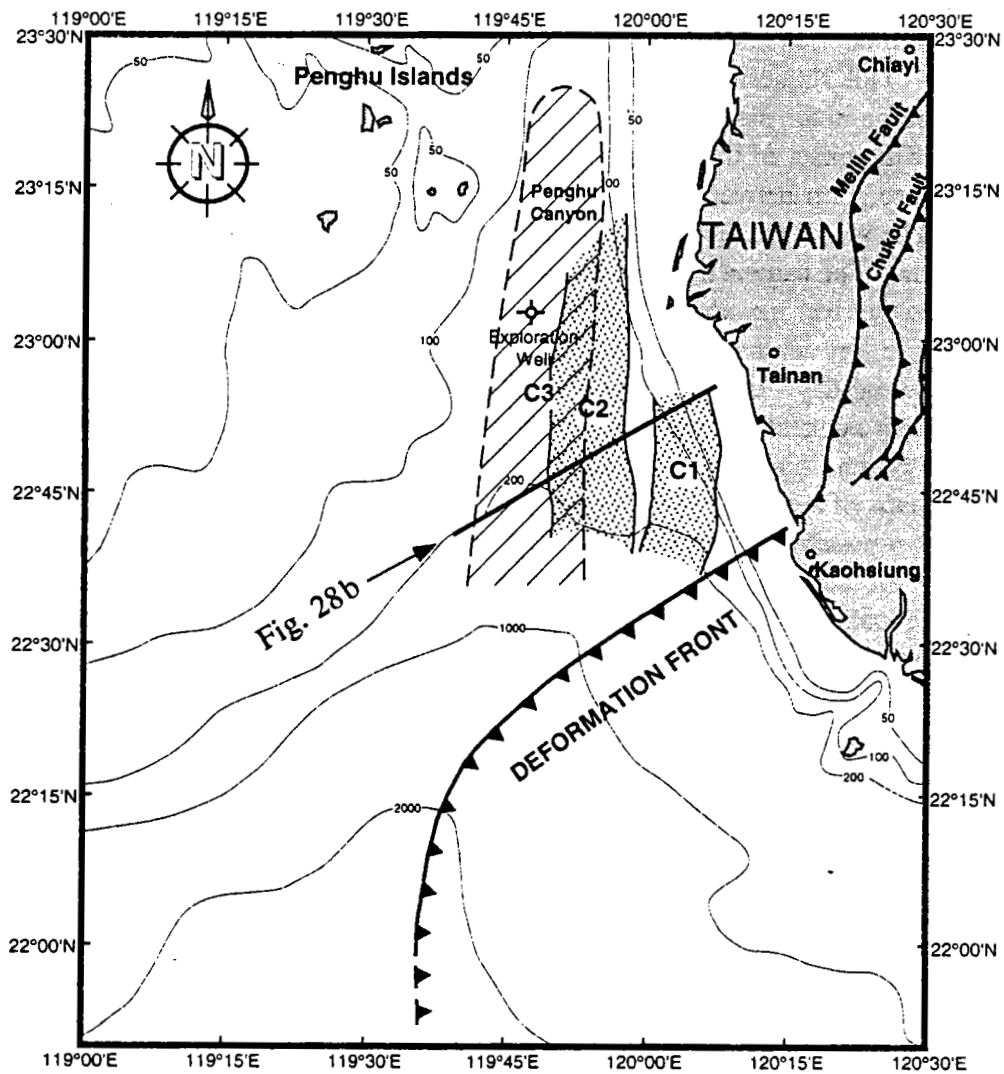 119°00'E 119°15'E 119°30'E 119°45'E 120°00'E 120°15'E 120°30'E
23°30'N 23°30'N
Penghu Islands
Chiayi
50
50
50
50
50
N
Meilin Fault
23°15'N 23°15'N
Penghu
Canyon
00
TAIWAN
Chukou Fault
23°00'N 23°00'N
100
Exploration
Well
Tainan
C3
C2
C1
200
22°45'N 22°45'N
Kaohsiung
Fig. 28b
22°30'N 22°30'N
1000
DEFORMATION FRONT
50
100
200
22°15'N 22°15'N
2000
22°00'N 22°00'N
119°00'E 119°15'E 119°30'E 119°45'E 120°00'E 120°15'E 120°30'E